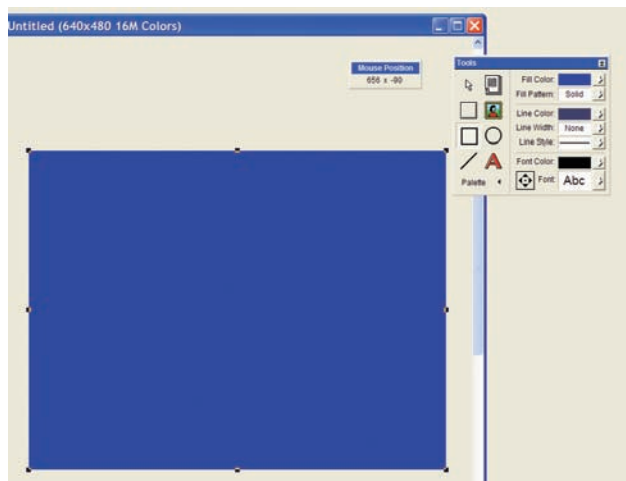 Untitled (640x480 16M Colors)
Mouse Position
656 x -90
Tools
Fill Color:
Fill Pattern: Solid
Line Color:
Line Width: None
Line Style:
Font Color:
Font: Abc
A
Palette